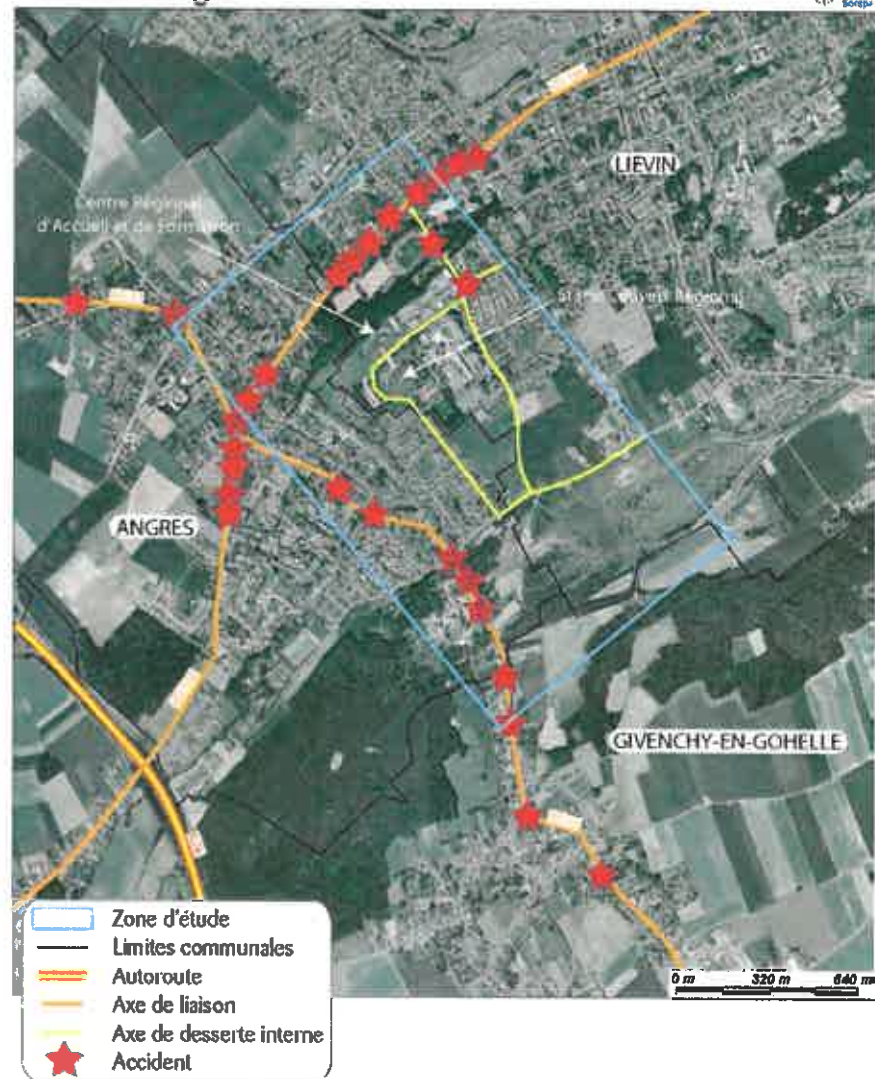 LIEVIN
Centre Régional
d'Accueil et de Formation
Régional
ANGRES
GIVENCHY-EN-GOHELLE
Zone d'étude
Limites communales
Autoroute
Axe de liaison
Axe de desserte interne
Accident
0 m 320 m 640 m